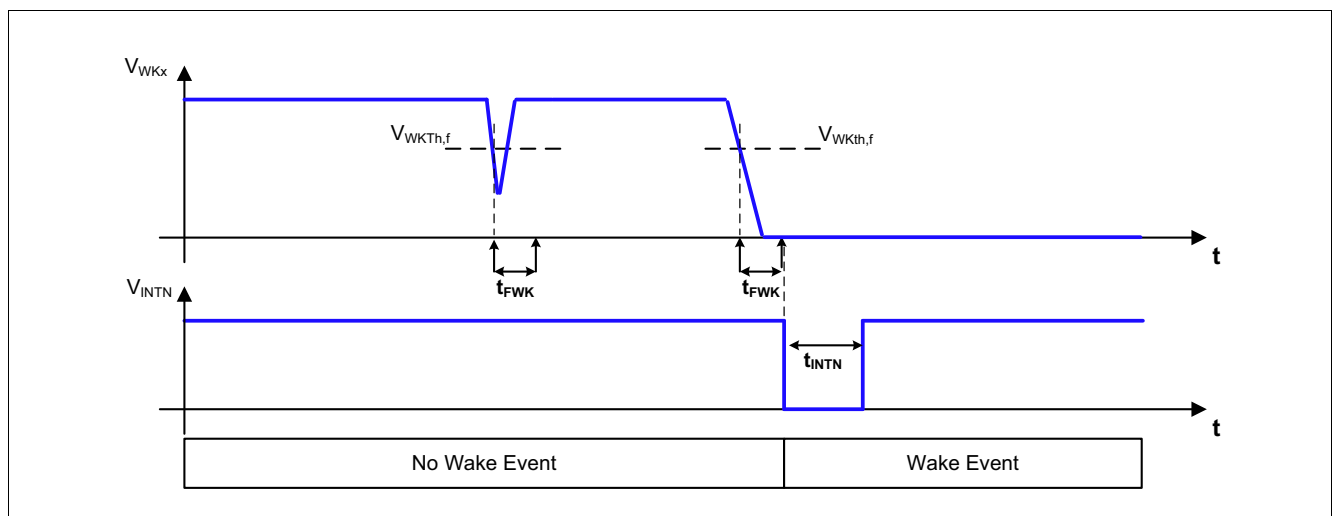 VWKx
VWKTh,f
VWKth,f
t
tFWK
tFWK
VINTN
tINTN
t
No Wake Event
Wake Event